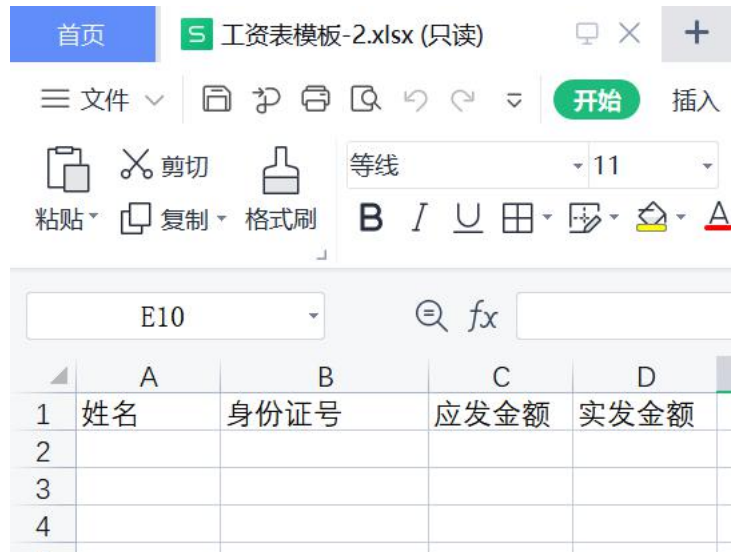 首页 S 工资表模板-2.xlsx (只读)
文件 开始 插入
剪切 等线 11
粘贴 复制 格式刷 B I U A
E10 fx
A B C D
1 姓名 身份证号 应发金额 实发金额
2
3
4